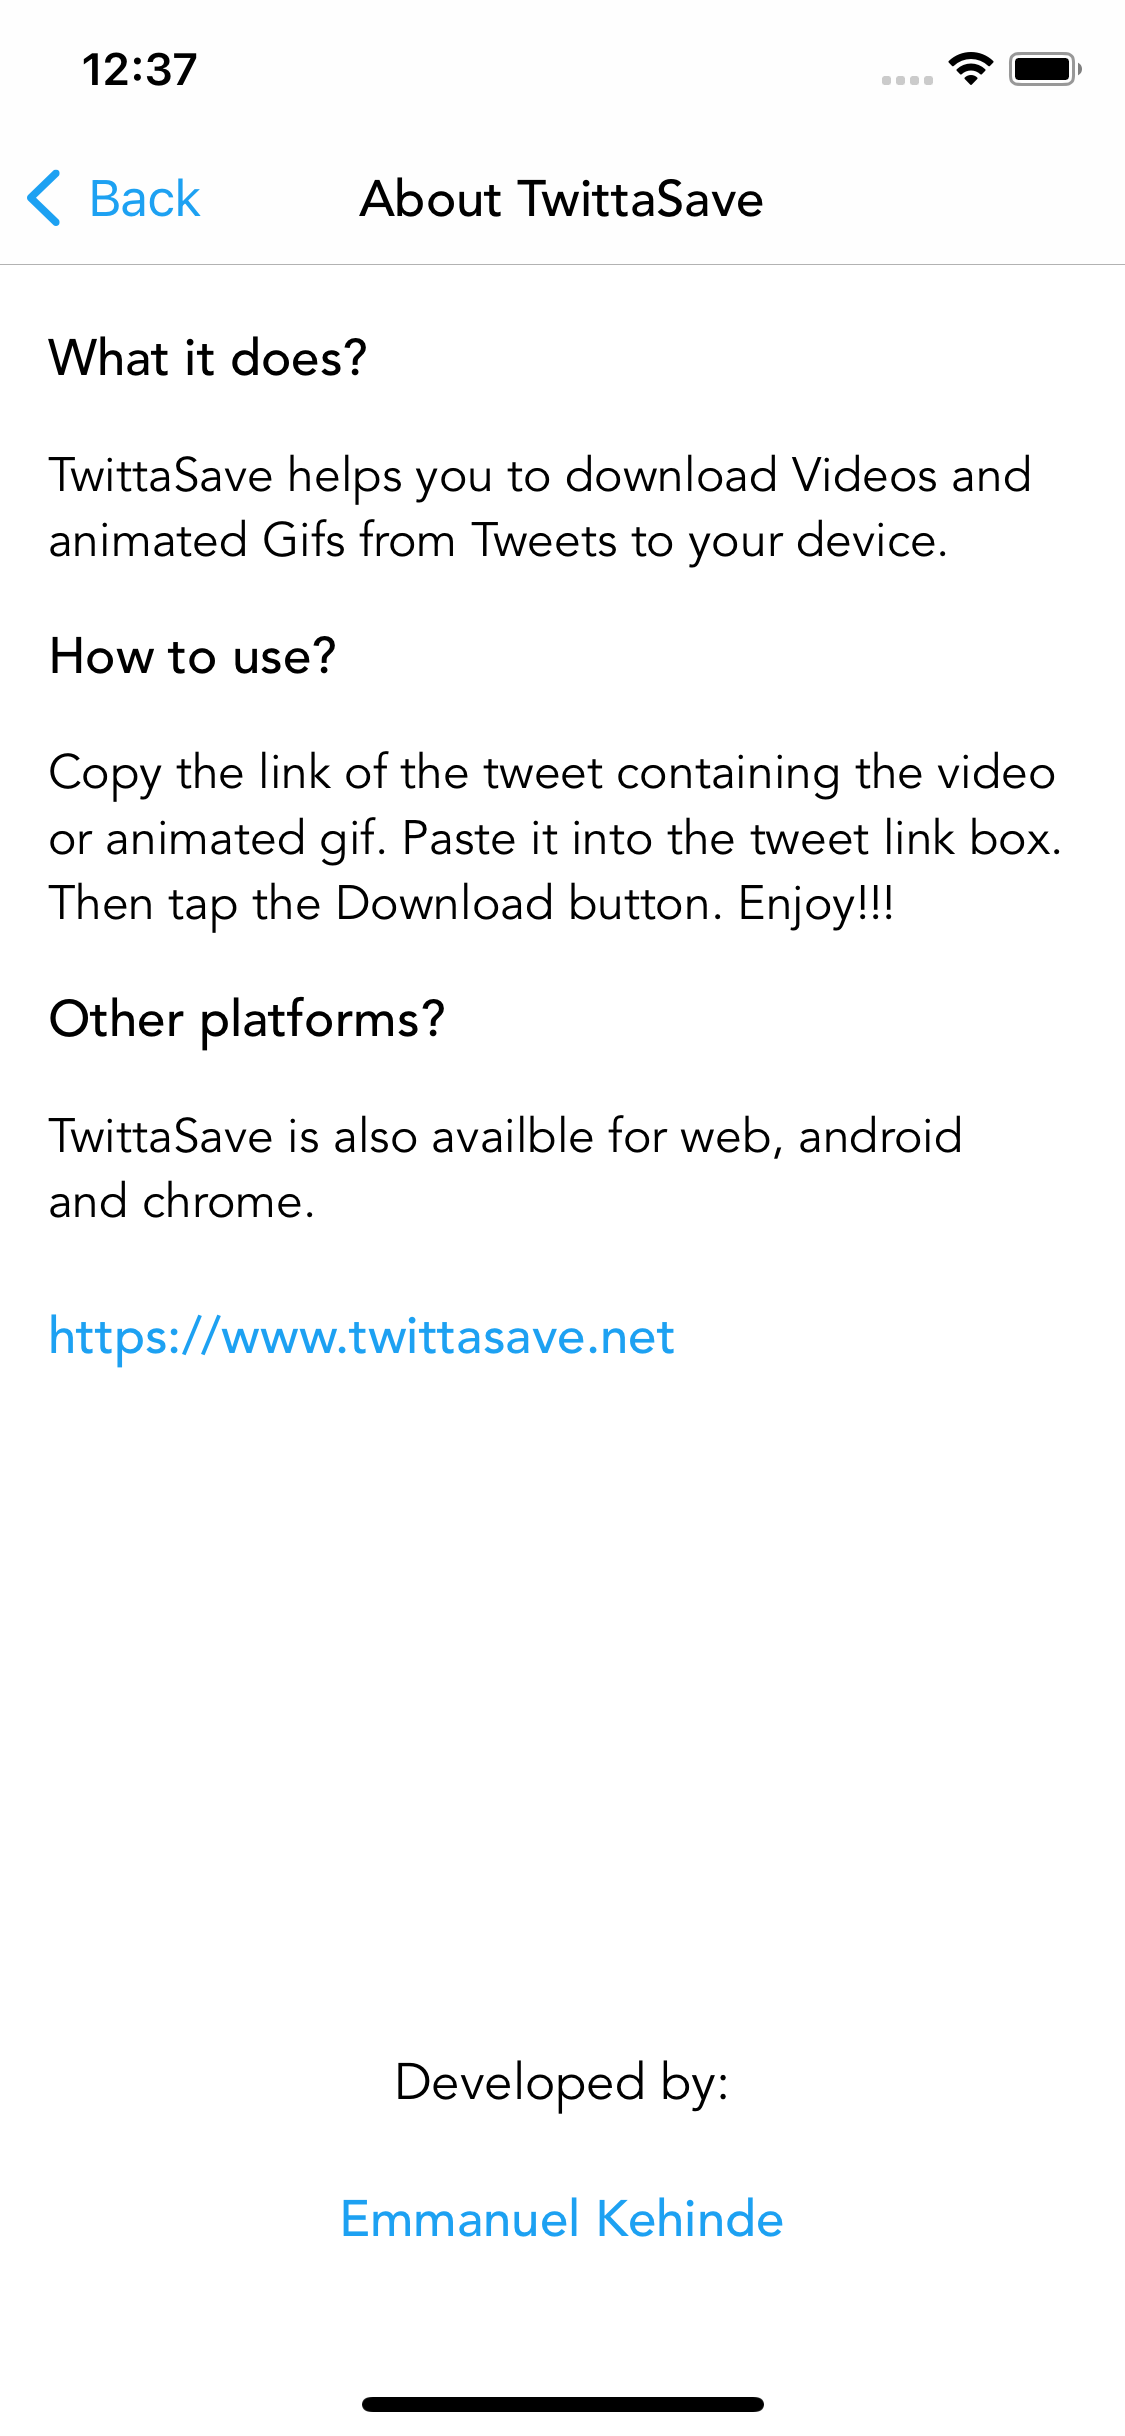 12:37
Back
About TwittaSave
What it does?
TwittaSave helps you to download Videos and
animated Gifs from Tweets to your device.
How to use?
Copy the link of the tweet containing the video
or animated gif. Paste it into the tweet link box.
Then tap the Download button. Enjoy!!!
Other platforms?
TwittaSave is also availble for web, android
and chrome.
https://www.twittasave.net
Developed by:
Emmanuel Kehinde